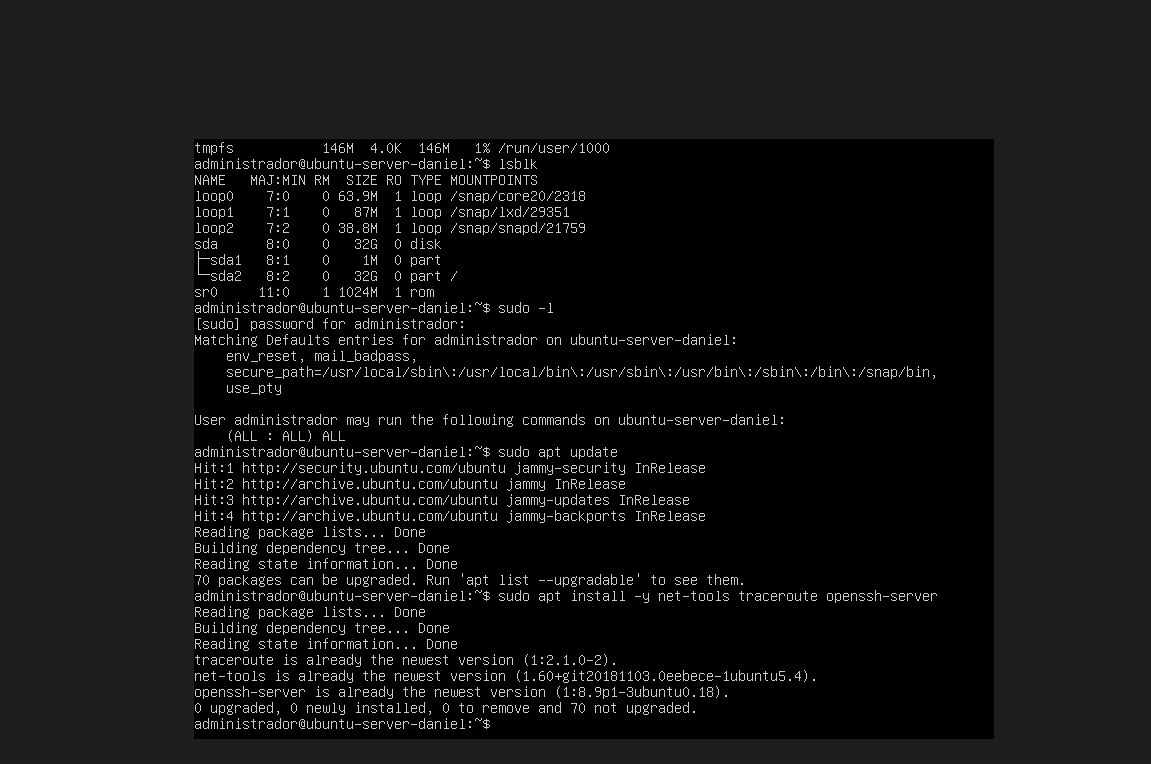 tmpfs           146M  4.0K  146M   1% /run/user/1000
administrador@ubuntu-server-daniel:~$ lsblk
NAME   MAJ:MIN RM  SIZE RO TYPE MOUNTPOINTS
loop0    7:0    0 63.9M  1 loop /snap/core20/2318
loop1    7:1    0   87M  1 loop /snap/lxd/29351
loop2    7:2    0 38.8M  1 loop /snap/snapd/21759
sda      8:0    0   32G  0 disk
├─sda1   8:1    0    1M  0 part
└─sda2   8:2    0   32G  0 part /
sr0     11:0    1 1024M  1 rom
administrador@ubuntu-server-daniel:~$ sudo -l
[sudo] password for administrador:
Matching Defaults entries for administrador on ubuntu-server-daniel:
    env_reset, mail_badpass,
    secure_path=/usr/local/sbin\:/usr/local/bin\:/usr/sbin\:/usr/bin\:/sbin\:/bin\:/snap/bin,
    use_pty

User administrador may run the following commands on ubuntu-server-daniel:
    (ALL : ALL) ALL
administrador@ubuntu-server-daniel:~$ sudo apt update
Hit:1 http://security.ubuntu.com/ubuntu jammy-security InRelease
Hit:2 http://archive.ubuntu.com/ubuntu jammy InRelease
Hit:3 http://archive.ubuntu.com/ubuntu jammy-updates InRelease
Hit:4 http://archive.ubuntu.com/ubuntu jammy-backports InRelease
Reading package lists... Done
Building dependency tree... Done
Reading state information... Done
70 packages can be upgraded. Run 'apt list --upgradable' to see them.
administrador@ubuntu-server-daniel:~$ sudo apt install -y net-tools traceroute openssh-server
Reading package lists... Done
Building dependency tree... Done
Reading state information... Done
traceroute is already the newest version (1:2.1.0-2).
net-tools is already the newest version (1.60+git20181103.0eebece-1ubuntu5.4).
openssh-server is already the newest version (1:8.9p1-3ubuntu0.18).
0 upgraded, 0 newly installed, 0 to remove and 70 not upgraded.
administrador@ubuntu-server-daniel:~$